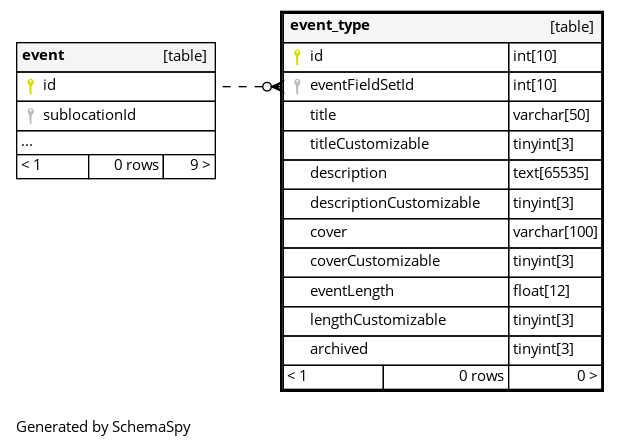 event [table]
id
sublocationId
...
< 1 0 rows 9 >
event_type [table]
id int[10]
eventFieldSetId int[10]
title varchar[50]
titleCustomizable tinyint[3]
description text[65535]
descriptionCustomizable tinyint[3]
cover varchar[100]
coverCustomizable tinyint[3]
eventLength float[12]
lengthCustomizable tinyint[3]
archived tinyint[3]
< 1 0 rows 0 >
Generated by SchemaSpy